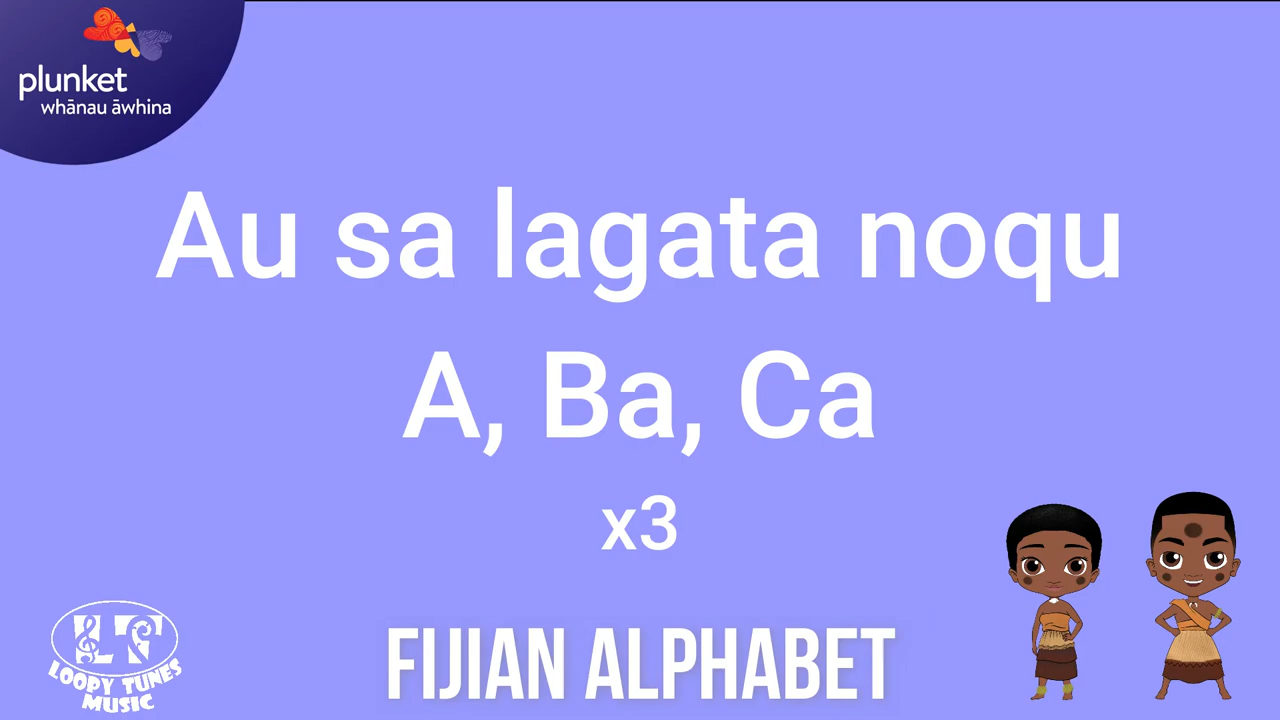 plunket
whānau āwhina
Au sa lagata noqu
A, Ba, Ca
x3
LT
LOOPY TUNES
MUSIC
FIJIAN ALPHABET